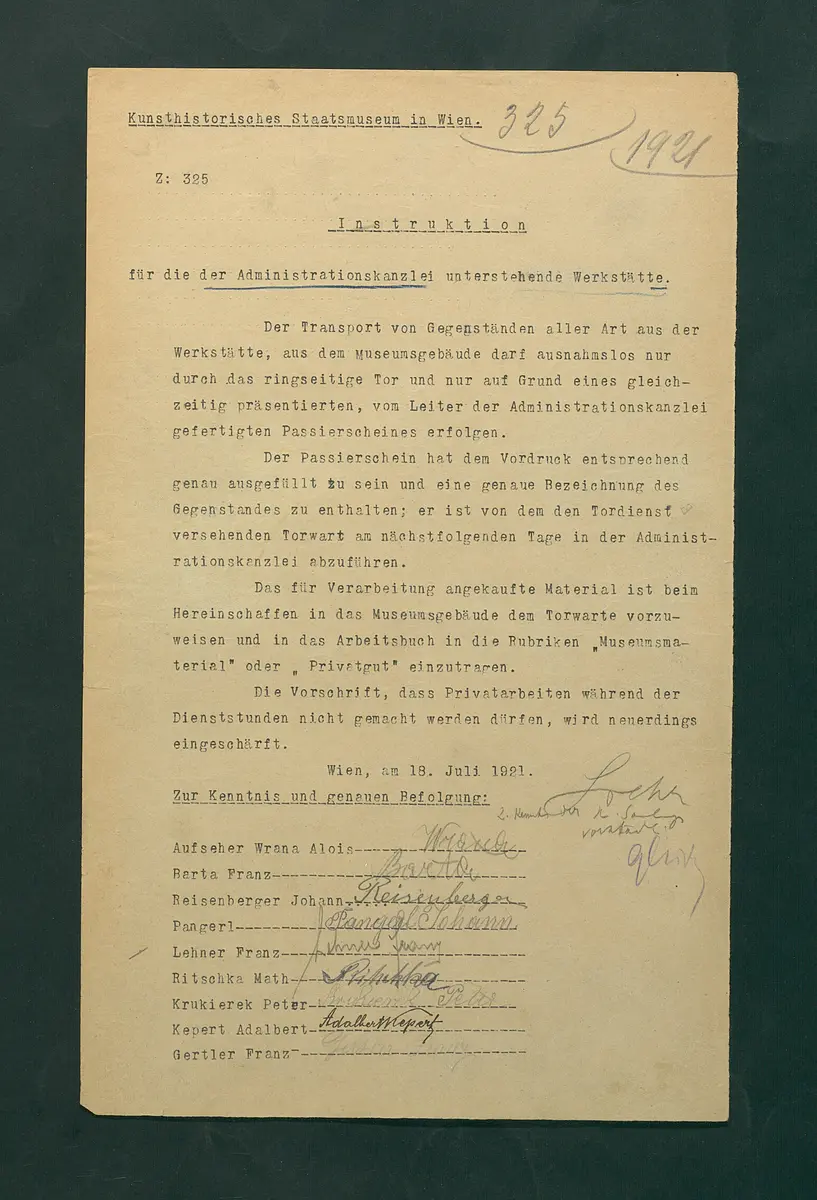 Kunsthistorisches Staatsmuseum in Wien. 325
1921
Z: 325
Instruktion
für die der Administrationskanzlei unterstehende Werkstätte.
Der Transport von Gegenständen aller Art aus der
Werkstätte, aus dem Museumsgebäude darf ausnahmslos nur
durch das ringseitige Tor und nur auf Grund eines gleich-
zeitig präsentierten, vom Leiter der Administrationskanzlei
gefertigten Passierscheines erfolgen.
Der Passierschein hat dem Vordruck entsprechend
genau ausgefüllt zu sein und eine genaue Bezeichnung des
Gegenstandes zu enthalten; er ist von dem den Tordienst
versehenden Torwart am nächstfolgenden Tage in der Administ-
rationskanzlei abzuführen.
Das für Verarbeitung angekaufte Material ist beim
Hereinschaffen in das Museumsgebäude dem Torwarte vorzu-
weisen und in das Arbeitsbuch in die Rubriken „Museumsma-
terial" oder „ Privatgut" einzutragen.
Die Vorschrift, dass Privatarbeiten während der
Dienststunden nicht gemacht werden dürfen, wird neuerdings
eingeschärft.
Wien, am 18. Juli 1921.
Zur Kenntnis und genauen Befolgung:
Aufseher Wrana Alois
Barta Franz
Reisenberger Johann Reisenberger
Pangerl Pangerl Johann
Lehner Franz Lehner Franz
Ritschka Math Ritschka
Krukierek Peter
Kepert Adalbert Adalbert Kepert
Gertler Franz